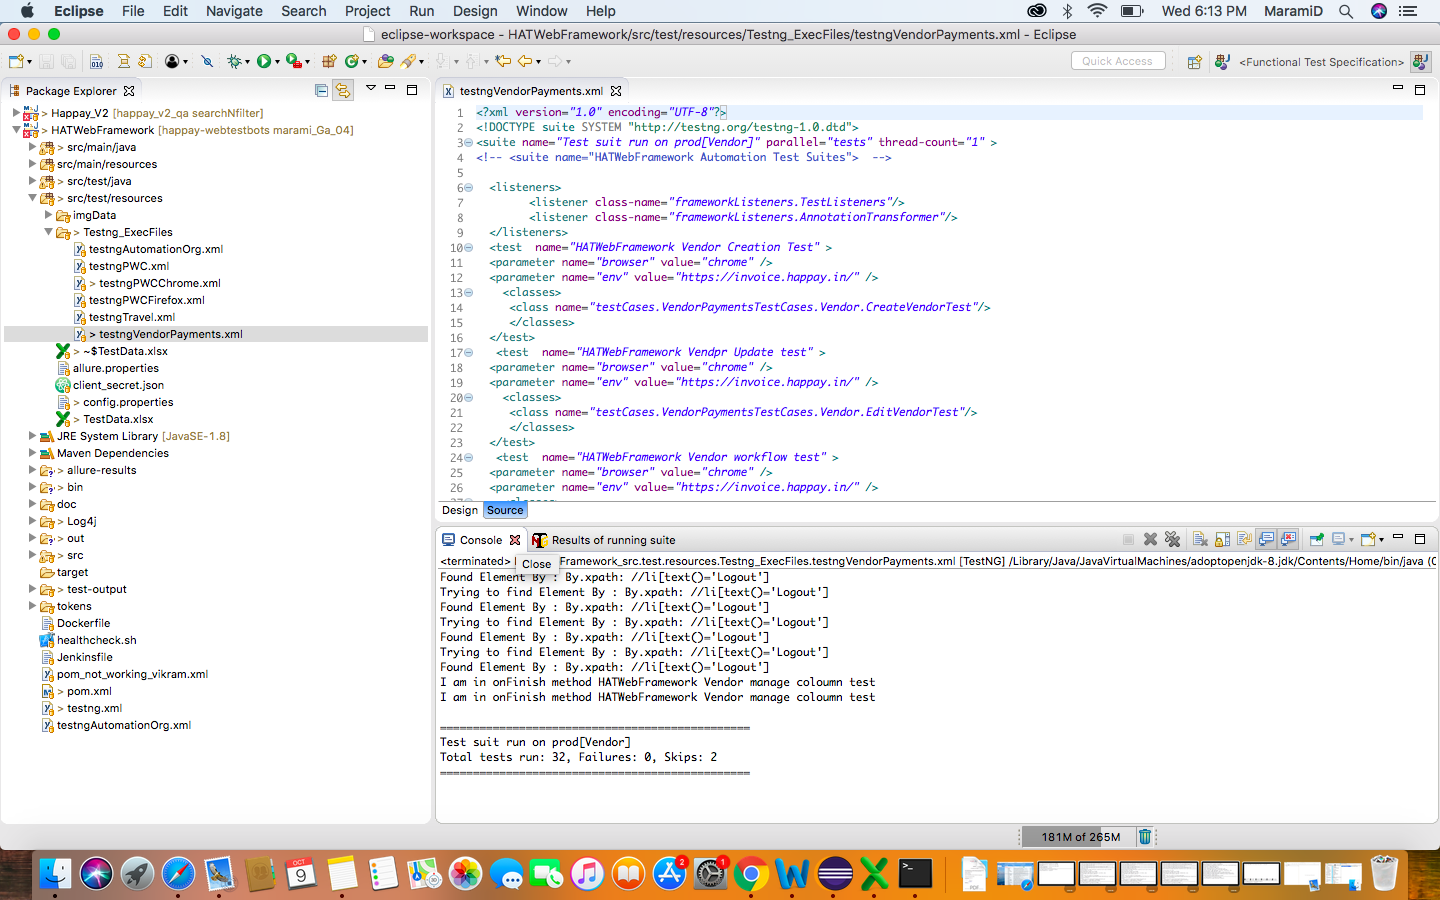 Eclipse File Edit Navigate Search Project Run Design Window Help Wed 6:13 PM MaramiD
eclipse-workspace - HATWebFramework/src/test/resources/Testng_ExecFiles/testngVendorPayments.xml - Eclipse
Quick Access <Functional Test Specification>
Package Explorer
> Happay_V2 [happay_v2_qa searchNfilter]
> HATWebFramework [happay-webtestbots marami_Ga_04]
> src/main/java
src/main/resources
> src/test/java
> src/test/resources
imgData
> Testng_ExecFiles
testngAutomationOrg.xml
testngPWC.xml
> testngPWCChrome.xml
testngPWCFirefox.xml
testngTravel.xml
> testngVendorPayments.xml
> ~$TestData.xlsx
allure.properties
client_secret.json
> config.properties
> TestData.xlsx
JRE System Library [JavaSE-1.8]
Maven Dependencies
> allure-results
> bin
doc
> Log4j
> out
> src
target
> test-output
tokens
Dockerfile
healthcheck.sh
Jenkinsfile
pom_not_working_vikram.xml
> pom.xml
> testng.xml
testngAutomationOrg.xml
testngVendorPayments.xml
1 <?xml version="1.0" encoding="UTF-8"?>
2 <!DOCTYPE suite SYSTEM "http://testng.org/testng-1.0.dtd">
3 <suite name="Test suit run on prod[Vendor]" parallel="tests" thread-count="1" >
4 <!-- <suite name="HATWebFramework Automation Test Suites"> -->
5
6 <listeners>
7 <listener class-name="frameworkListeners.TestListeners"/>
8 <listener class-name="frameworkListeners.AnnotationTransformer"/>
9 </listeners>
10 <test name="HATWebFramework Vendor Creation Test" >
11 <parameter name="browser" value="chrome" />
12 <parameter name="env" value="https://invoice.happay.in/" />
13 <classes>
14 <class name="testCases.VendorPaymentsTestCases.Vendor.CreateVendorTest"/>
15 </classes>
16 </test>
17 <test name="HATWebFramework Vendpr Update test" >
18 <parameter name="browser" value="chrome" />
19 <parameter name="env" value="https://invoice.happay.in/" />
20 <classes>
21 <class name="testCases.VendorPaymentsTestCases.Vendor.EditVendorTest"/>
22 </classes>
23 </test>
24 <test name="HATWebFramework Vendor workflow test" >
25 <parameter name="browser" value="chrome" />
26 <parameter name="env" value="https://invoice.happay.in/" />
Design Source
Console Results of running suite
<terminated> Framework_src.test.resources.Testng_ExecFiles.testngVendorPayments.xml [TestNG] /Library/Java/JavaVirtualMachines/adoptopenjdk-8.jdk/Contents/Home/bin/java (
Close
Found Element By : By.xpath: //li[text()='Logout']
Trying to find Element By : By.xpath: //li[text()='Logout']
Found Element By : By.xpath: //li[text()='Logout']
Trying to find Element By : By.xpath: //li[text()='Logout']
Found Element By : By.xpath: //li[text()='Logout']
Trying to find Element By : By.xpath: //li[text()='Logout']
Found Element By : By.xpath: //li[text()='Logout']
I am in onFinish method HATWebFramework Vendor manage coloumn test
I am in onFinish method HATWebFramework Vendor manage coloumn test
===============================================
Test suit run on prod[Vendor]
Total tests run: 32, Failures: 0, Skips: 2
===============================================
181M of 265M
OCT
9
2
1